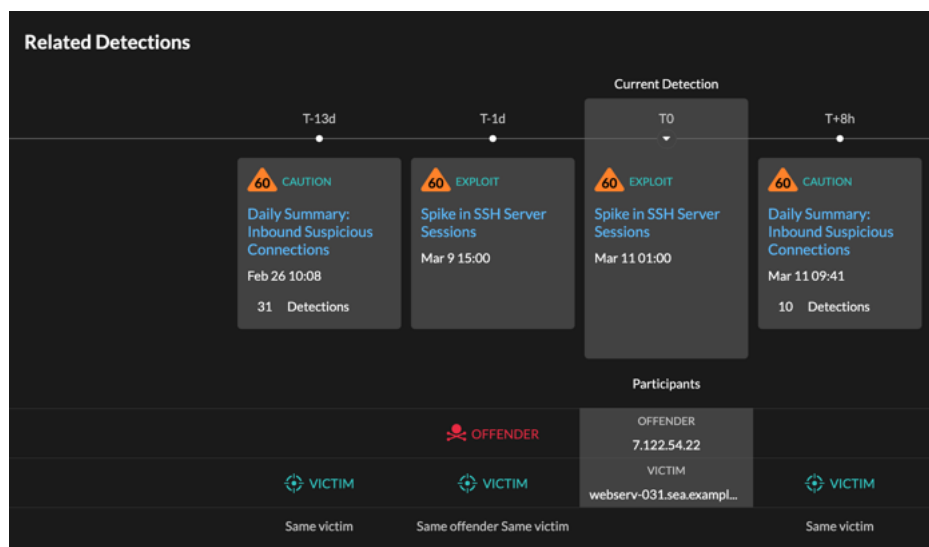 Related Detections
Current Detection
T-13d
T-1d
T0
T+8h
60 CAUTION
Daily Summary:
Inbound Suspicious
Connections
Feb 26 10:08
31 Detections
60 EXPLOIT
Spike in SSH Server
Sessions
Mar 9 15:00
60 EXPLOIT
Spike in SSH Server
Sessions
Mar 11 01:00
60 CAUTION
Daily Summary:
Inbound Suspicious
Connections
Mar 11 09:41
10 Detections
Participants
OFFENDER
OFFENDER
7.122.54.22
VICTIM
VICTIM
VICTIM
webserv-031.sea.exampl...
VICTIM
Same victim
Same offender Same victim
Same victim